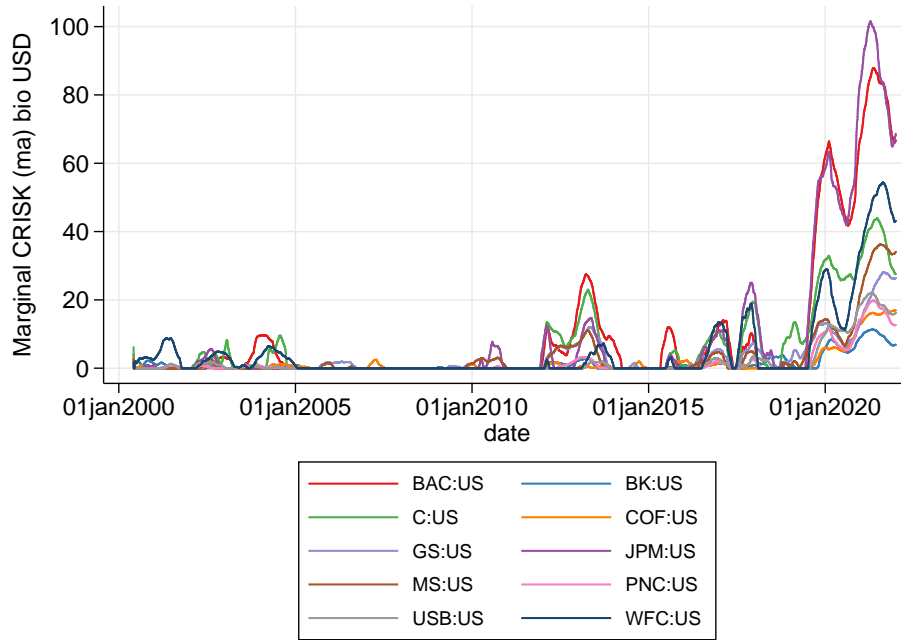 Marginal CRISK (ma) bio USD
100
80
60
40
20
0
01jan2000 01jan2005 01jan2010 01jan2015 01jan2020
date
BAC:US BK:US
C:US COF:US
GS:US JPM:US
MS:US PNC:US
USB:US WFC:US